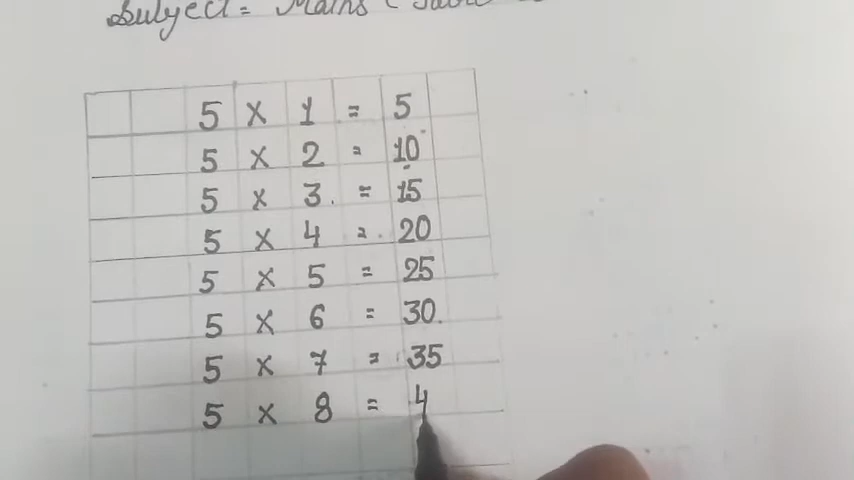 Subject = Maths (
5 × 1 = 5
5 × 2 = 10
5 × 3 = 15
5 × 4 = 20
5 × 5 = 25
5 × 6 = 30
5 × 7 = 35
5 × 8 = 4